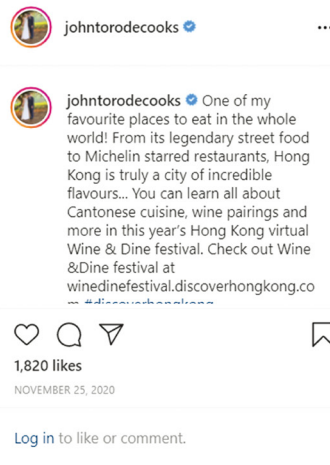 johntorodecooks
johntorodecooks One of my
favourite places to eat in the whole
world! From its legendary street food
to Michelin starred restaurants, Hong
Kong is truly a city of incredible
flavours... You can learn all about
Cantonese cuisine, wine pairings and
more in this year's Hong Kong virtual
Wine & Dine festival. Check out Wine
&Dine festival at
winedinefestival.discoverhongkong.co
m #discoverhongkong
1,820 likes
NOVEMBER 25, 2020
Log in to like or comment.